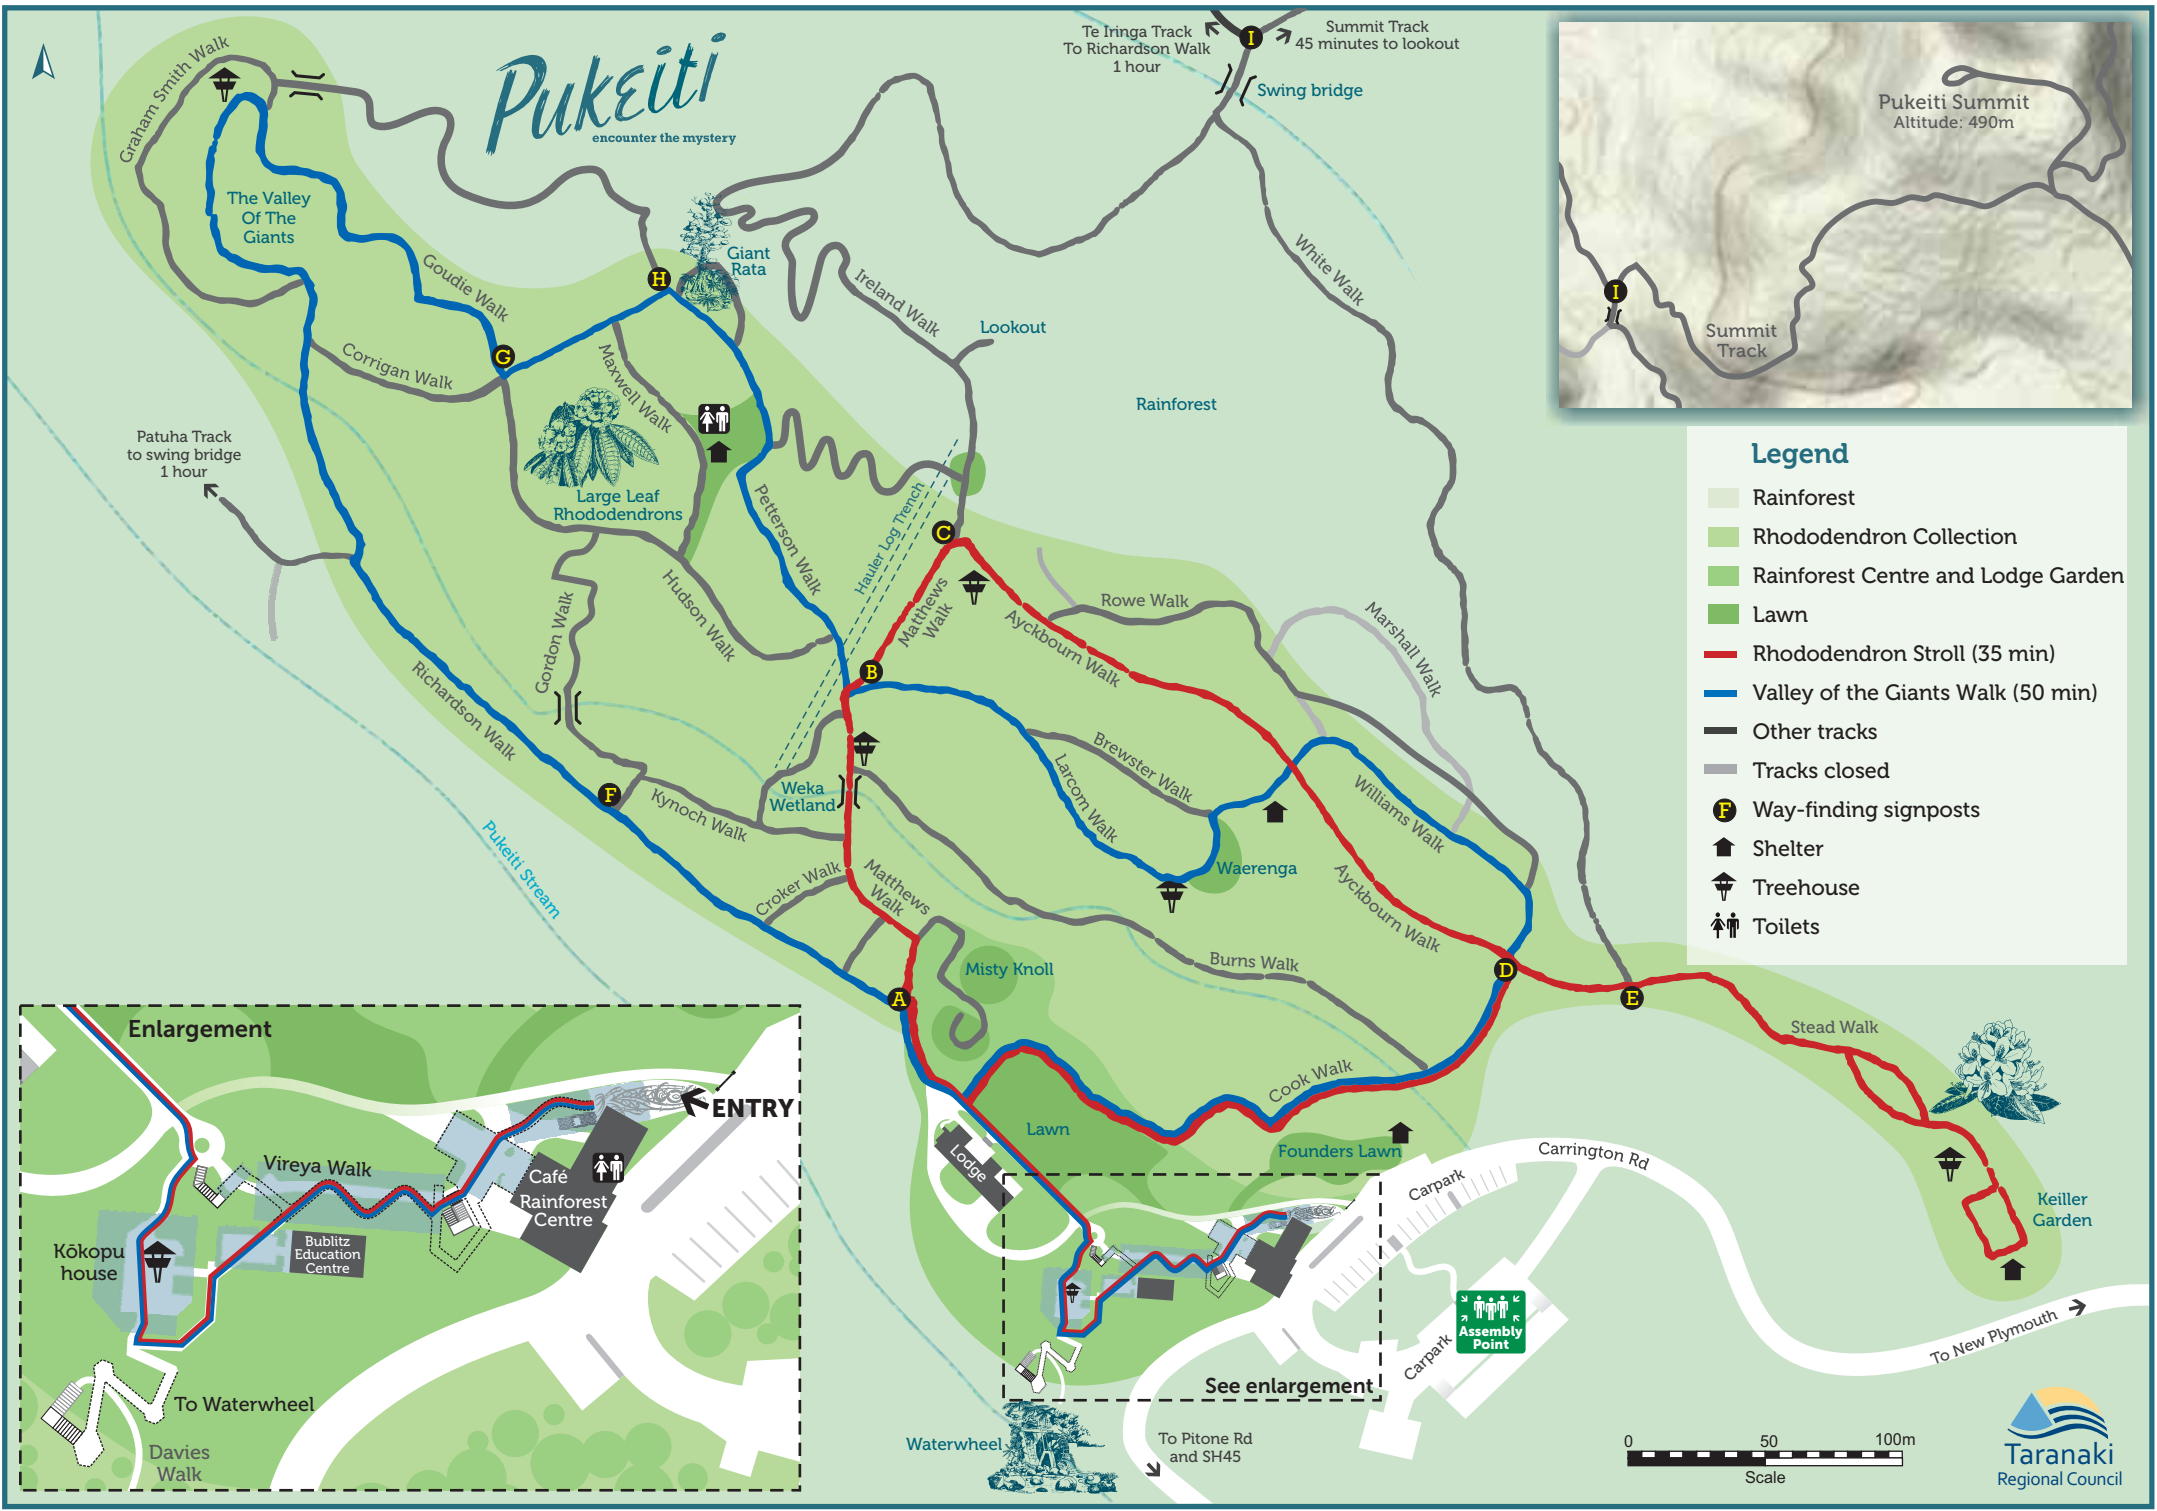 Pukeiti
encounter the mystery
Te Iringa Track
To Richardson Walk
1 hour
I
Summit Track
45 minutes to lookout
Swing bridge
Pukeiti Summit
Altitude: 490m
I
Summit
Track
Graham Smith Walk
The Valley
Of The
Giants
Goudie Walk
H
Giant
Rata
Ireland Walk
Lookout
White Walk
Rainforest
G
Corrigan Walk
Maxwell Walk
Large Leaf
Rhododendrons
Patuha Track
to swing bridge
1 hour
Petterson Walk
Hauler Log Trench
C
Matthews
Walk
Ayckbourn Walk
Rowe Walk
Marshall Walk
Hudson Walk
Gordon Walk
Richardson Walk
B
Brewster Walk
Larcom Walk
Williams Walk
Weka
Wetland
F
Kynoch Walk
Pukeiti Stream
Croker Walk
Matthews
Walk
Waerenga
Ayckbourn Walk
Burns Walk
Misty Knoll
D
E
A
Stead Walk
Cook Walk
Lawn
Founders Lawn
Lodge
Keiller
Garden
Carrington Rd
Carpark
Carpark
Assembly
Point
To New Plymouth
See enlargement
Waterwheel
To Pitone Rd
and SH45
Legend
Rainforest
Rhododendron Collection
Rainforest Centre and Lodge Garden
Lawn
Rhododendron Stroll (35 min)
Valley of the Giants Walk (50 min)
Other tracks
Tracks closed
F Way-finding signposts
Shelter
Treehouse
Toilets
Enlargement
ENTRY
Vireya Walk
Café
Rainforest
Centre
Bublitz
Education
Centre
Kōkopu
house
To Waterwheel
Davies
Walk
0 50 100m
Scale
Taranaki
Regional Council